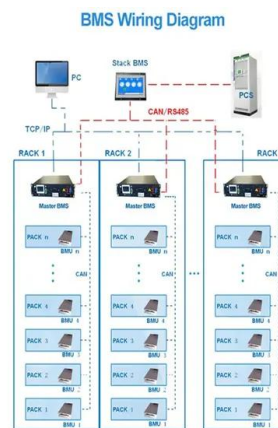 BMS Wiring Diagram
Stack BMS
PC
PCS
CAN/RS485
TCP/IP
RACK 1
RACK 2
RACK
Master BMS
Master BMS
Master BMS
PACK n
BMU n
PACK n
BMU n
PACK n
BMU n
CAN
CAN
CAN
PACK 4
BMU 4
PACK 4
BMU 4
PACK 4
BMU 4
PACK 3
BMU 3
PACK 3
BMU 3
PACK 3
BMU 3
PACK 2
BMU 2
PACK 2
BMU 2
PACK 2
BMU 2
PACK 1
BMU 1
PACK 1
BMU 1
PACK 1
BMU 1